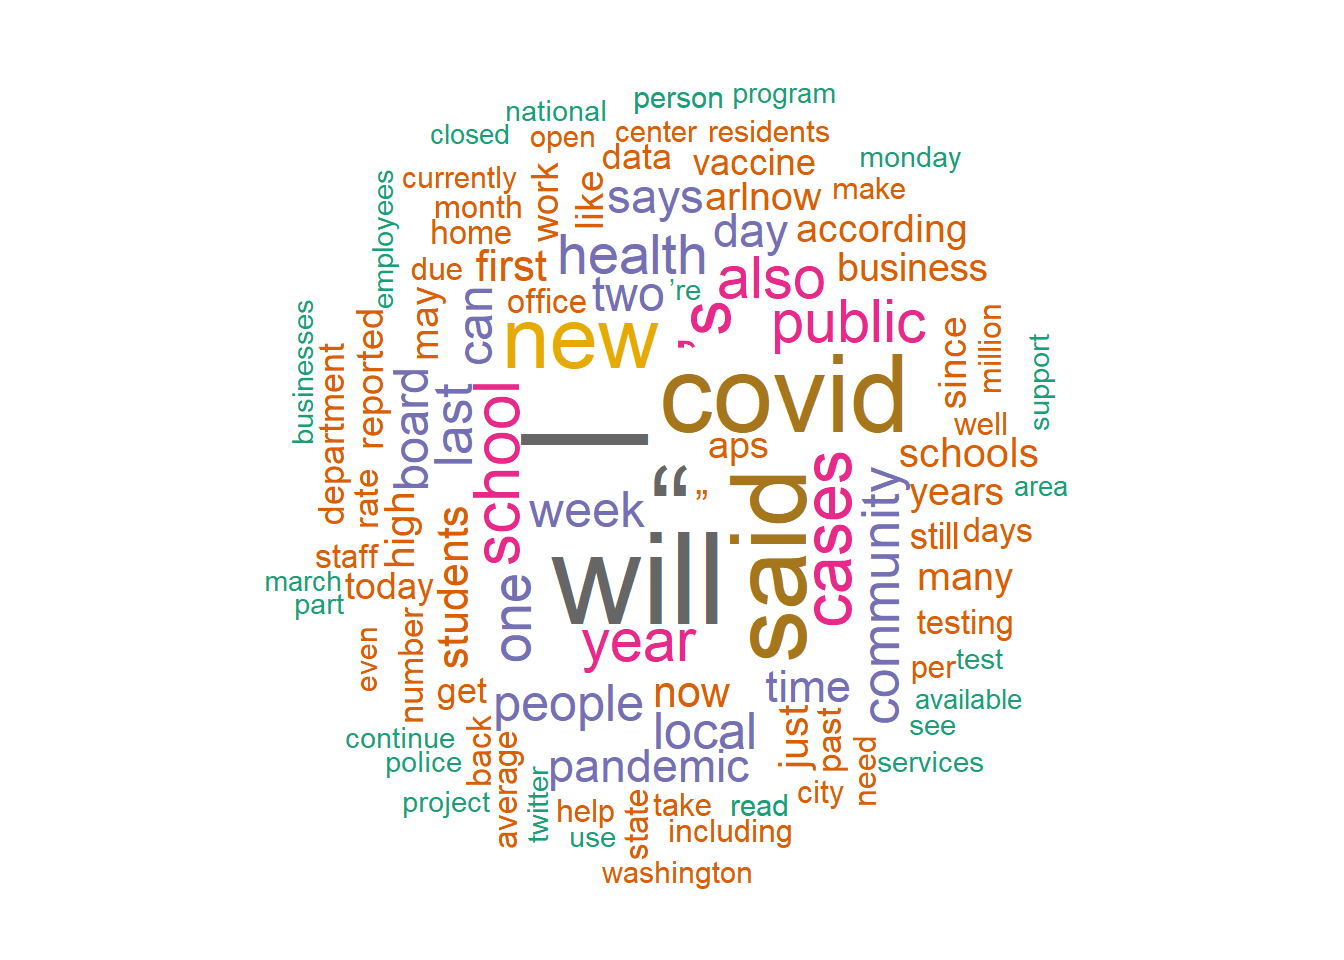 person
program
national
closed
open
center
residents
data
vaccine
monday
currently
work
like
says
arlnow
make
employees
month
home
day
according
due
first
health
also
business
office
two
're
businesses
department
reported
may
can
new
's
public
since
million
support
board
last
school
—
covid
aps
well
schools
rate
high
students
week
“
”
said
cases
community
years
area
still
days
staff
march
today
part
one
will
many
testing
even
number
year
per
test
get
people
now
time
available
see
continue
police
back
local
just
past
need
services
pandemic
project
average
twitter
help
use
state
take
read
city
including
washington